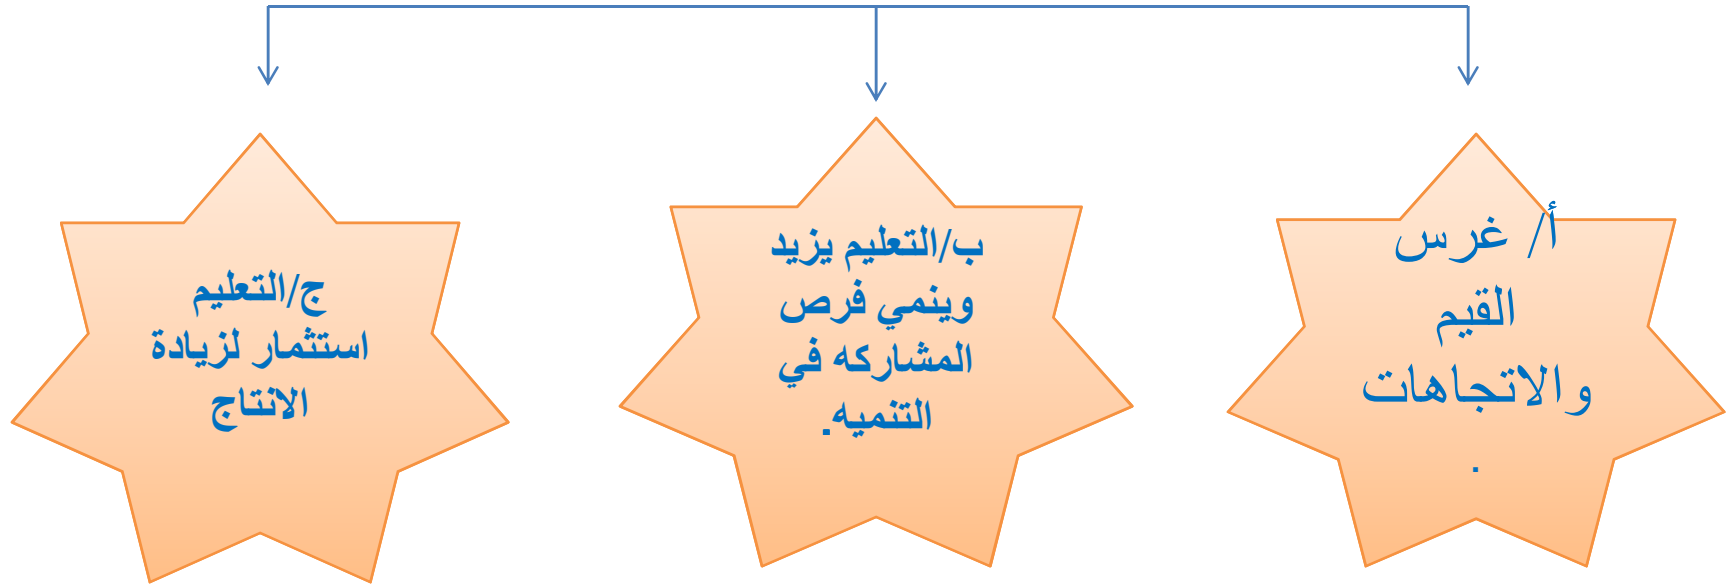 أ/ غرس
القيم
والاتجاهات
.
ب/التعليم يزيد
وينمي فرص
المشاركه في
التنميه.
ج/التعليم
استثمار لزيادة
الانتاج